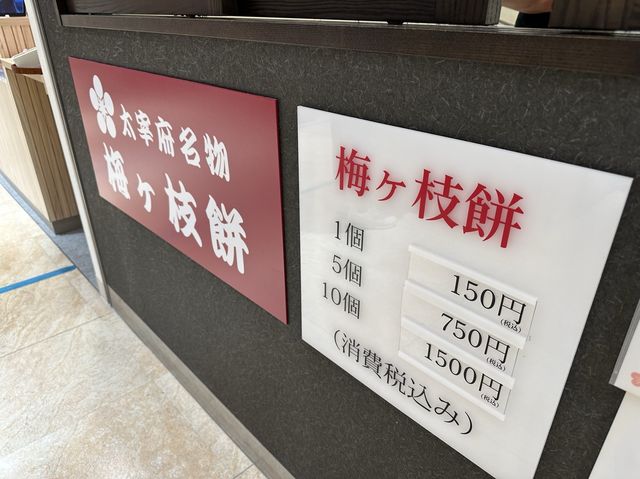 太宰府名物
梅ヶ枝餅
梅ヶ枝餅
1個 150円(税込)
5個 750円(税込)
10個 1500円(税込)
(消費税込み)